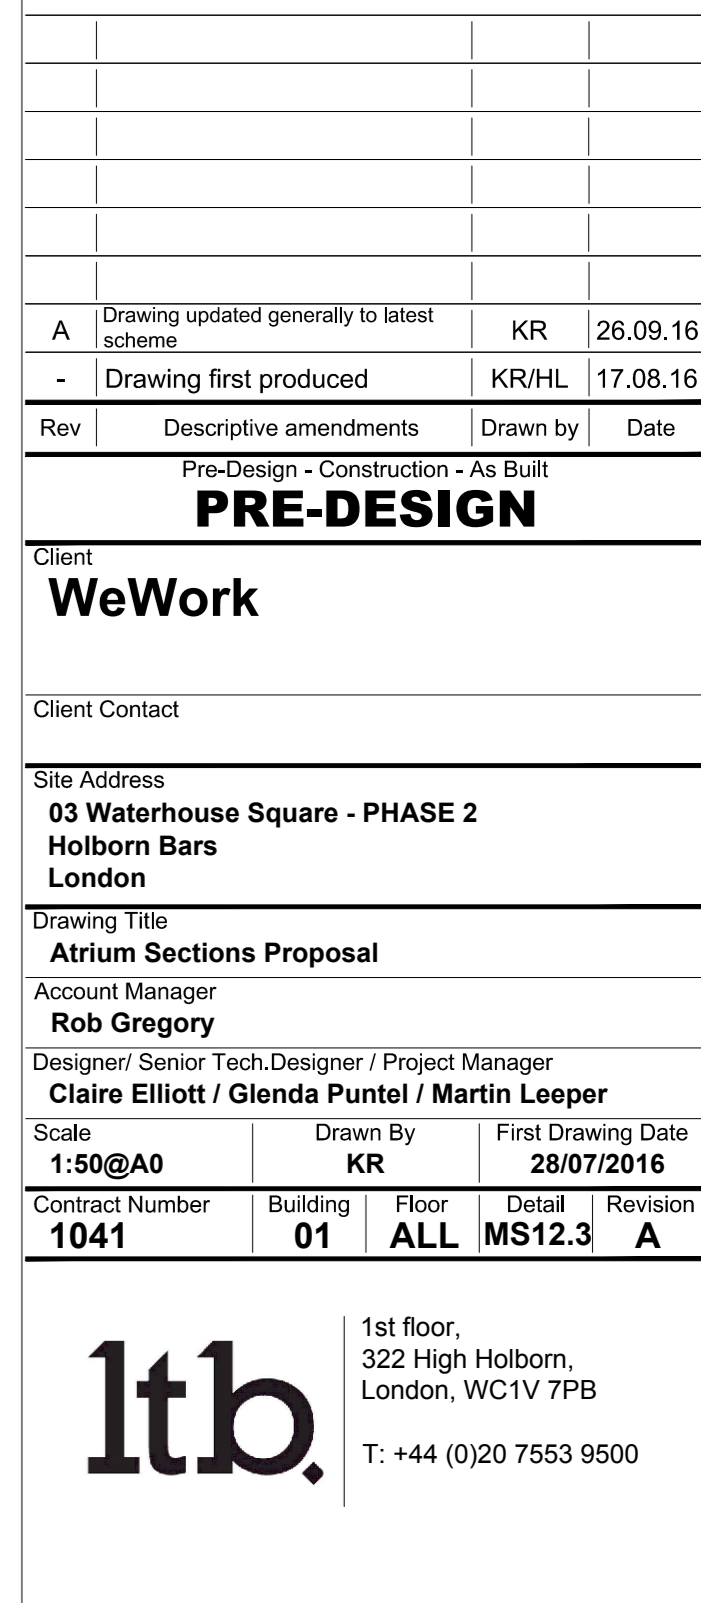 A Drawing updated generally to latest scheme KR 26.09.16
- Drawing first produced KR/HL 17.08.16
Rev Descriptive amendments Drawn by Date
Pre-Design - Construction - As Built
PRE-DESIGN
Client
WeWork
Client Contact
Site Address
03 Waterhouse Square - PHASE 2
Holborn Bars
London
Drawing Title
Atrium Sections Proposal
Account Manager
Rob Gregory
Designer/ Senior Tech.Designer / Project Manager
Claire Elliott / Glenda Puntel / Martin Leeper
Scale Drawn By First Drawing Date
1:50@A0 KR 28/07/2016
Contract Number Building Floor Detail Revision
1041 01 ALL MS12.3 A
ltb.
1st floor,
322 High Holborn,
London, WC1V 7PB
T: +44 (0)20 7553 9500